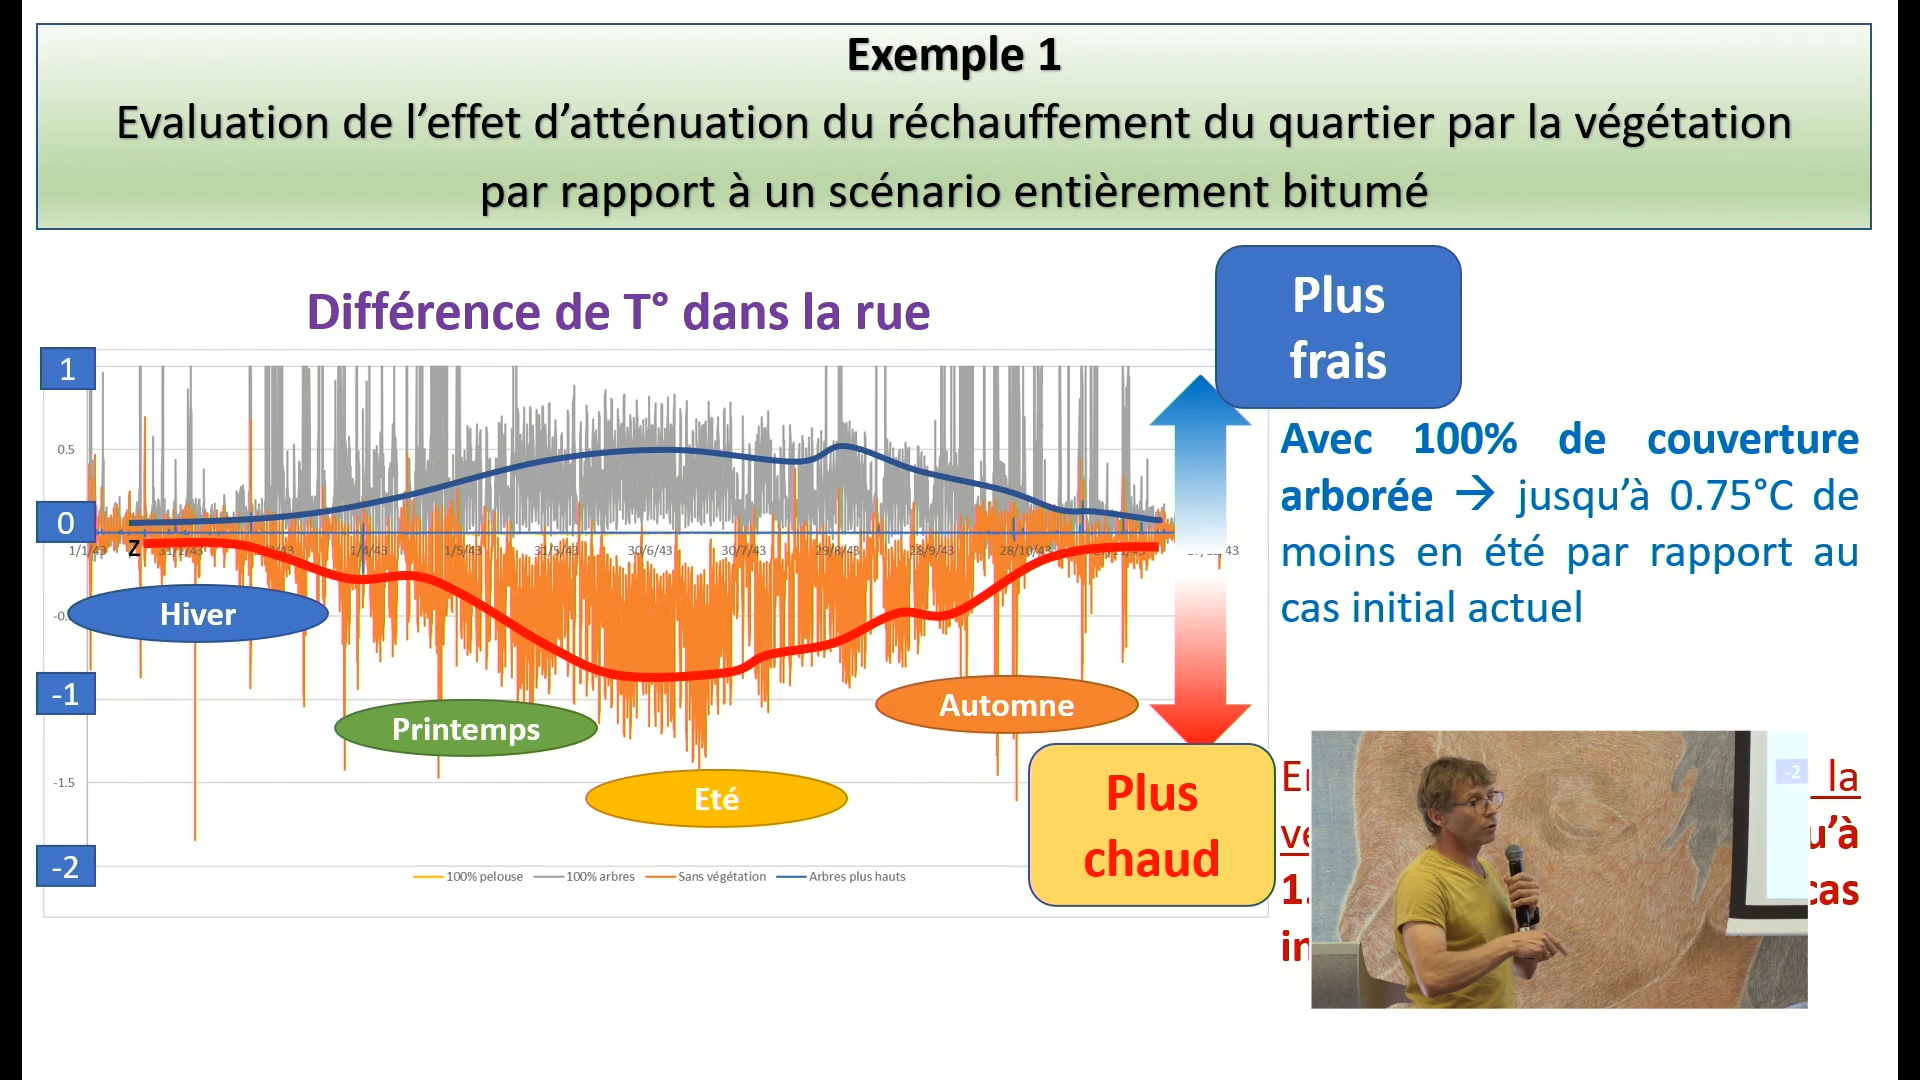 Exemple 1
Evaluation de l’effet d’atténuation du réchauffement du quartier par la végétation
par rapport à un scénario entièrement bitumé
Différence de T° dans la rue
Plus
frais
1
0.5
0
-1
-1.5
-2
1/1/43
31/1/43
1/4/43
1/5/43
31/5/43
30/6/43
30/7/43
29/8/43
28/9/43
28/10/43
Z
Hiver
Printemps
Eté
Automne
Plus
chaud
100% pelouse
100% arbres
Sans végétation
Arbres plus hauts
Avec 100% de couverture
arborée → jusqu’à 0.75°C de
moins en été par rapport au
cas initial actuel
la
cas
-2